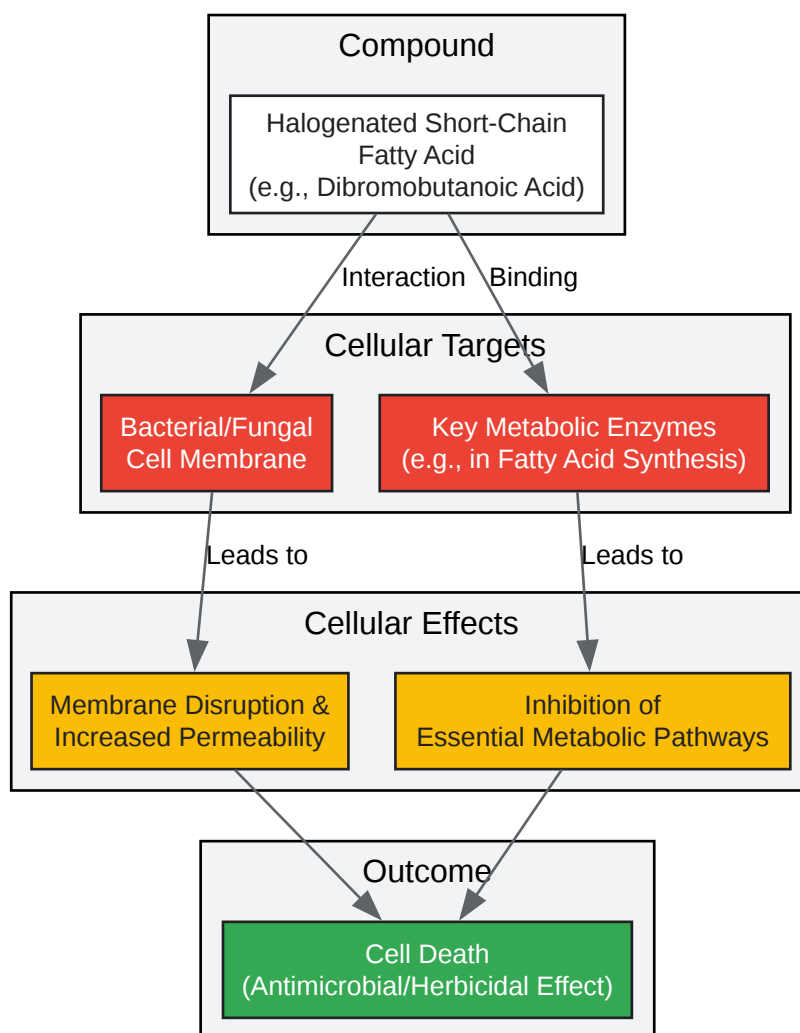 Compound
Halogenated Short-Chain
Fatty Acid
(e.g., Dibromobutanoic Acid)
Interaction
Binding
Cellular Targets
Bacterial/Fungal
Cell Membrane
Key Metabolic Enzymes
(e.g., in Fatty Acid Synthesis)
Leads to
Leads to
Cellular Effects
Membrane Disruption &
Increased Permeability
Inhibition of
Essential Metabolic Pathways
Outcome
Cell Death
(Antimicrobial/Herbicidal Effect)